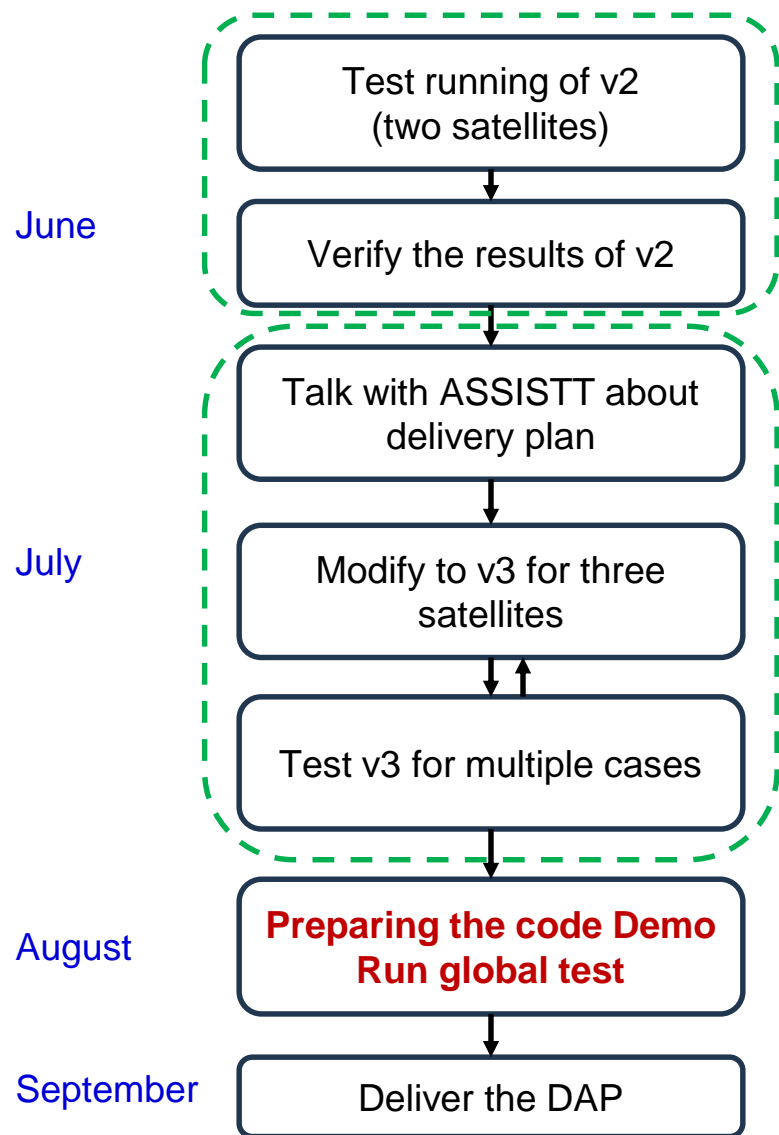 Test running of v2
(two satellites)
June
Verify the results of v2
Talk with ASSISTT about
delivery plan
July
Modify to v3 for three
satellites
Test v3 for multiple cases
August
Preparing the code Demo
Run global test
September
Deliver the DAP